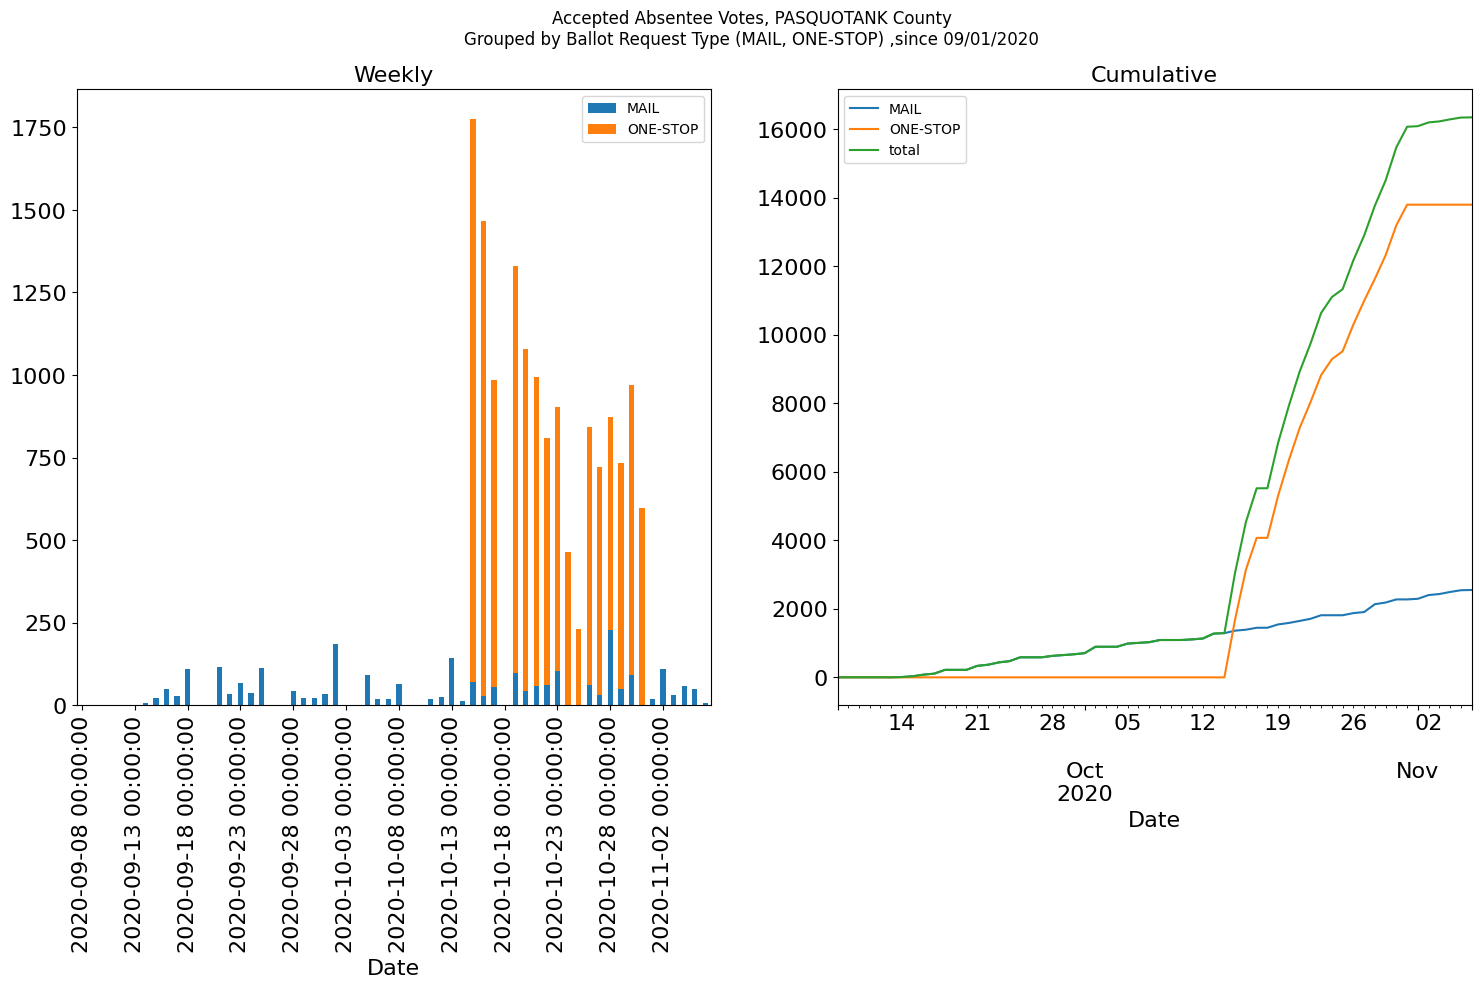 Accepted Absentee Votes, PASQUOTANK County
Grouped by Ballot Request Type (MAIL, ONE-STOP) ,since 09/01/2020
Weekly
MAIL
ONE-STOP
1750
1500
1250
1000
750
500
250
0
2020-09-08 00:00:00
2020-09-13 00:00:00
2020-09-18 00:00:00
2020-09-23 00:00:00
2020-09-28 00:00:00
2020-10-03 00:00:00
2020-10-08 00:00:00
2020-10-13 00:00:00
2020-10-18 00:00:00
2020-10-23 00:00:00
2020-10-28 00:00:00
2020-11-02 00:00:00
Date
Cumulative
MAIL
ONE-STOP
total
16000
14000
12000
10000
8000
6000
4000
2000
0
14 21 28 05 12 19 26 02
Oct Nov
2020
Date